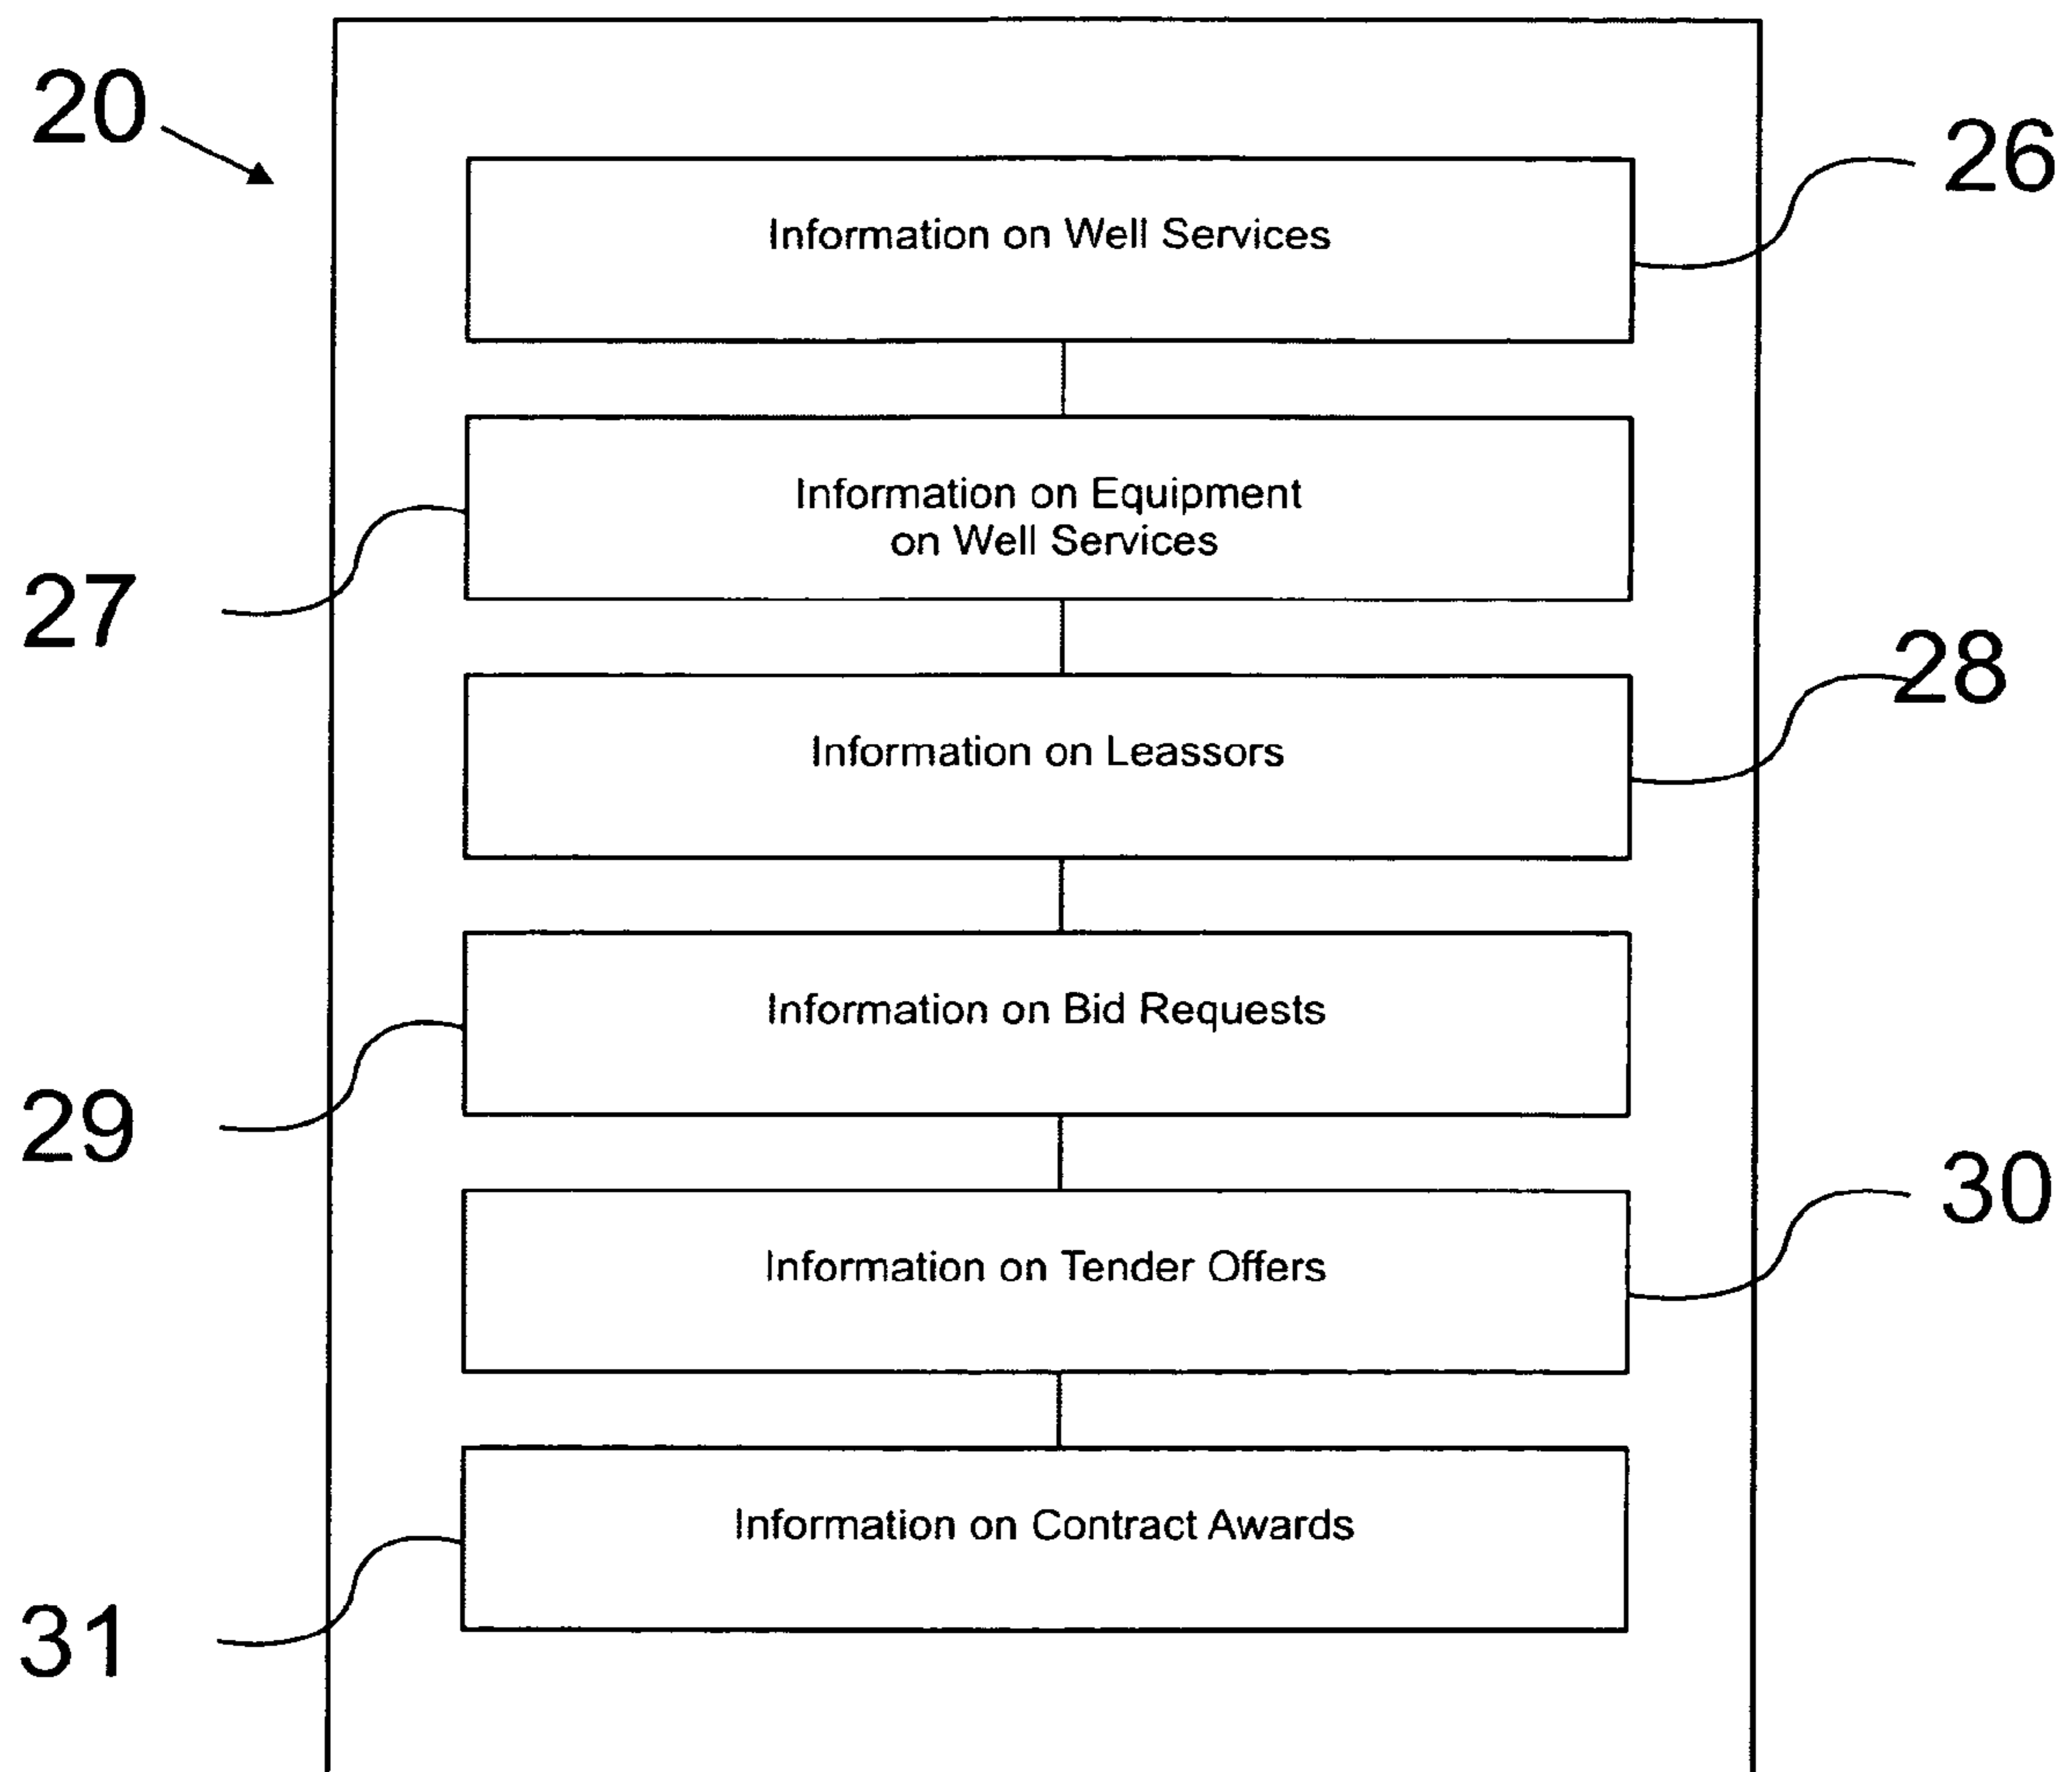 20
26
Information on Well Services
Information on Equipment
on Well Services
27
28
Information on Leassors
Information on Bid Requests
29
30
Information on Tender Offers
Information on Contract Awards
31